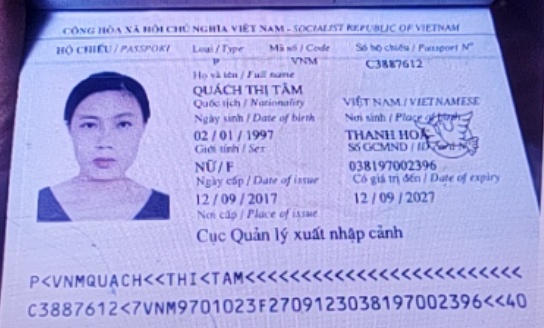 CỘNG HÒA XÃ HỘI CHỦ NGHĨA VIỆT NAM - SOCIALIST REPUBLIC OF VIETNAM
HỘ CHIẾU / PASSPORT Loại / Type Mã số / Code Số hộ chiếu / Passport Nº
P VNM C3887612
Họ và tên / Full name
QUÁCH THỊ TÂM
Quốc tịch / Nationality VIỆT NAM / VIETNAMESE
Ngày sinh / Date of birth Nơi sinh / Place of birth
02 / 01 / 1997 THANH HOÁ
Giới tính / Sex Số GCMND / ID Card Nº
NỮ / F 038197002396
Ngày cấp / Date of issue Có giá trị đến / Date of expiry
12 / 09 / 2017 12 / 09 / 2027
Nơi cấp / Place of issue
Cục Quản lý xuất nhập cảnh
P<VNMQUACH<<THI<TAM<<<<<<<<<<<<<<<<<<<<<<<<<
C3887612<7VNM9701023F2709123038197002396<<40